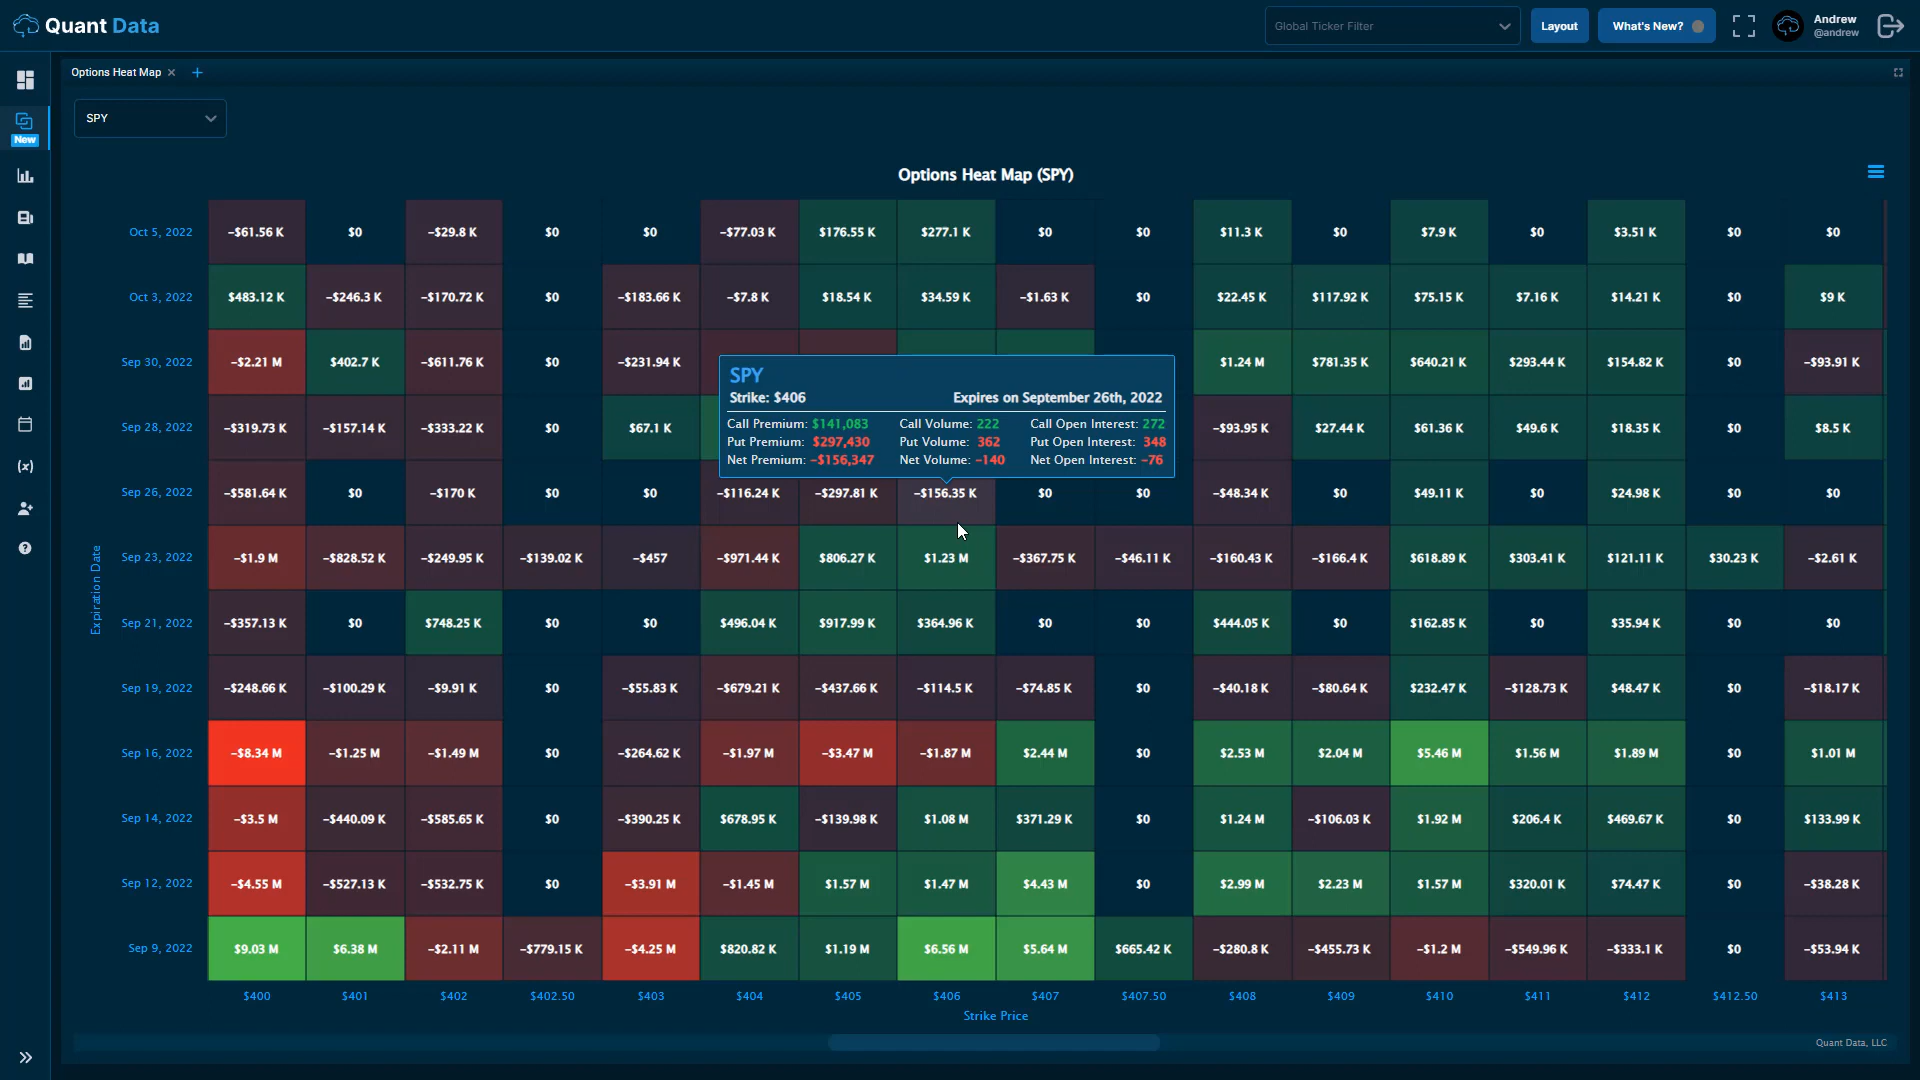 Quant Data
Global Ticker Filter
Layout
What's New?
Andrew
@andrew
Options Heat Map
New
SPY
Options Heat Map (SPY)
Oct 5, 2022 −$61.56 K $0 −$29.8 K $0 $0 −$77.03 K $176.55 K $277.1 K $0 $0 $11.3 K $0 $7.9 K $0 $3.51 K $0 $0
Oct 3, 2022 $483.12 K −$246.3 K −$170.72 K $0 −$183.66 K −$7.8 K $18.54 K $34.59 K −$1.63 K $0 $22.45 K $117.92 K $75.15 K $7.16 K $14.21 K $0 $9 K
Sep 30, 2022 −$2.21 M $402.7 K −$611.76 K $0 −$231.94 K $1.24 M $781.35 K $640.21 K $293.44 K $154.82 K $0 −$93.91 K
SPY
Strike: $406 Expires on September 26th, 2022
Call Premium: $141,083 Call Volume: 222 Call Open Interest: 272
Put Premium: $297,430 Put Volume: 362 Put Open Interest: 348
Net Premium: −$156,347 Net Volume: −140 Net Open Interest: −76
Sep 28, 2022 −$319.73 K −$157.14 K −$333.22 K $0 $67.1 K −$93.95 K $27.44 K $61.36 K $49.6 K $18.35 K $0 $8.5 K
Sep 26, 2022 −$581.64 K $0 −$170 K $0 $0 −$116.24 K −$297.81 K −$156.35 K $0 $0 −$48.34 K $0 $49.11 K $0 $24.98 K $0 $0
Sep 23, 2022 −$1.9 M −$828.52 K −$249.95 K −$139.02 K −$457 −$971.44 K $806.27 K $1.23 M −$367.75 K −$46.11 K −$160.43 K −$166.4 K $618.89 K $303.41 K $121.11 K $30.23 K −$2.61 K
Expiration Date
Sep 21, 2022 −$357.13 K $0 $748.25 K $0 $0 $496.04 K $917.99 K $364.96 K $0 $0 $444.05 K $0 $162.85 K $0 $35.94 K $0 $0
Sep 19, 2022 −$248.66 K −$100.29 K −$9.91 K $0 −$55.83 K −$679.21 K −$437.66 K −$114.5 K −$74.85 K $0 −$40.18 K −$80.64 K $232.47 K −$128.73 K $48.47 K $0 −$18.17 K
Sep 16, 2022 −$8.34 M −$1.25 M −$1.49 M $0 −$264.62 K −$1.97 M −$3.47 M −$1.87 M $2.44 M $0 $2.53 M $2.04 M $5.46 M $1.56 M $1.89 M $0 $1.01 M
Sep 14, 2022 −$3.5 M −$440.09 K −$585.65 K $0 −$390.25 K $678.95 K −$139.98 K $1.08 M $371.29 K $0 $1.24 M −$106.03 K $1.92 M $206.4 K $469.67 K $0 $133.99 K
Sep 12, 2022 −$4.55 M −$527.13 K −$532.75 K $0 −$3.91 M −$1.45 M $1.57 M $1.47 M $4.43 M $0 $2.99 M $2.23 M $1.57 M $320.01 K $74.47 K $0 −$38.28 K
Sep 9, 2022 $9.03 M $6.38 M −$2.11 M −$779.15 K −$4.25 M $820.82 K $1.19 M $6.56 M $5.64 M $665.42 K −$280.8 K −$455.73 K −$1.2 M −$549.96 K −$333.1 K $0 −$53.94 K
$400 $401 $402 $402.50 $403 $404 $405 $406 $407 $407.50 $408 $409 $410 $411 $412 $412.50 $413
Strike Price
Quant Data, LLC